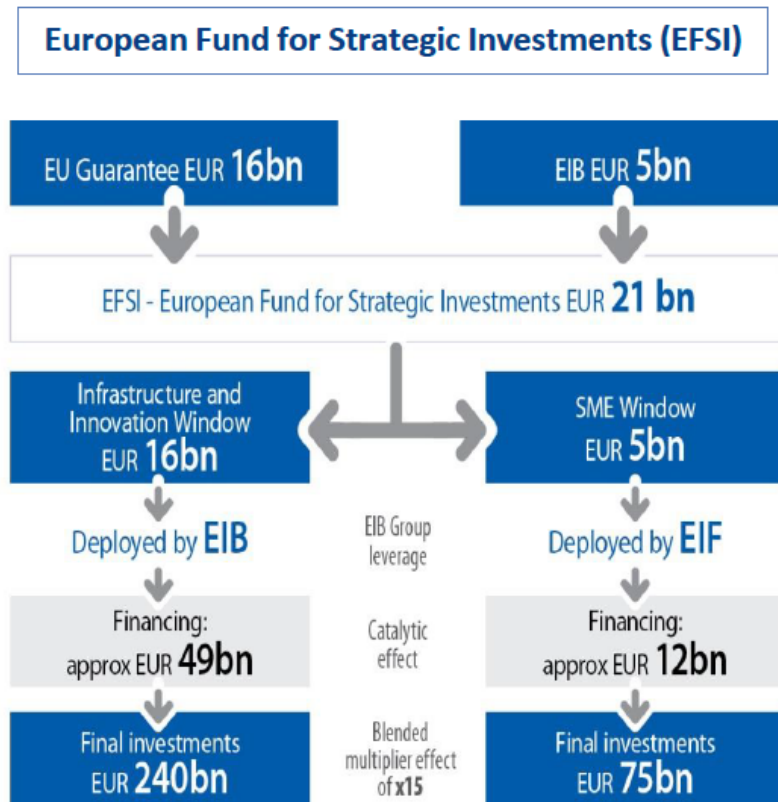 European Fund for Strategic Investments (EFSI)
EU Guarantee EUR 16bn
EIB EUR 5bn
EFSI - European Fund for Strategic Investments EUR 21 bn
Infrastructure and
Innovation Window
EUR 16bn
SME Window
EUR 5bn
Deployed by EIB
EIB Group
leverage
Deployed by EIF
Financing:
approx EUR 49bn
Catalytic
effect
Financing:
approx EUR 12bn
Final investments
EUR 240bn
Blended
multiplier effect
of x15
Final investments
EUR 75bn